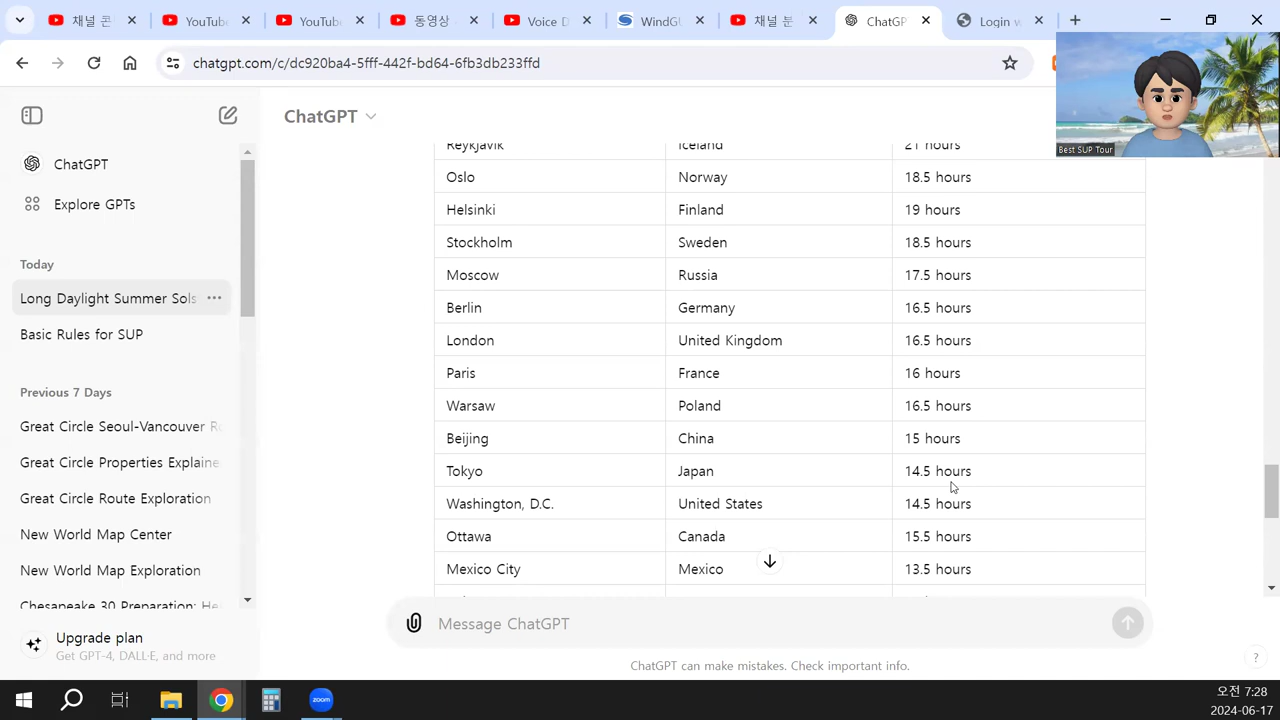 채널 콘
YouTube
YouTub
동영상 -
Voice D
WindGU
채널 분
ChatGP
Login w
chatgpt.com/c/dc920ba4-5fff-442f-bd64-6fb3db233ffd
Best SUP Tour
ChatGPT
ChatGPT
Explore GPTs
Today
Long Daylight Summer Sols
Basic Rules for SUP
Previous 7 Days
Great Circle Seoul-Vancouver R
Great Circle Properties Explaine
Great Circle Route Exploration
New World Map Center
New World Map Exploration
Chesapeake 30 Preparation: He
Upgrade plan
Get GPT-4, DALL·E, and more
Reykjavik Iceland 21 hours
Oslo Norway 18.5 hours
Helsinki Finland 19 hours
Stockholm Sweden 18.5 hours
Moscow Russia 17.5 hours
Berlin Germany 16.5 hours
London United Kingdom 16.5 hours
Paris France 16 hours
Warsaw Poland 16.5 hours
Beijing China 15 hours
Tokyo Japan 14.5 hours
Washington, D.C. United States 14.5 hours
Ottawa Canada 15.5 hours
Mexico City Mexico 13.5 hours
Message ChatGPT
ChatGPT can make mistakes. Check important info.
?
zoom
오전 7:28
2024-06-17